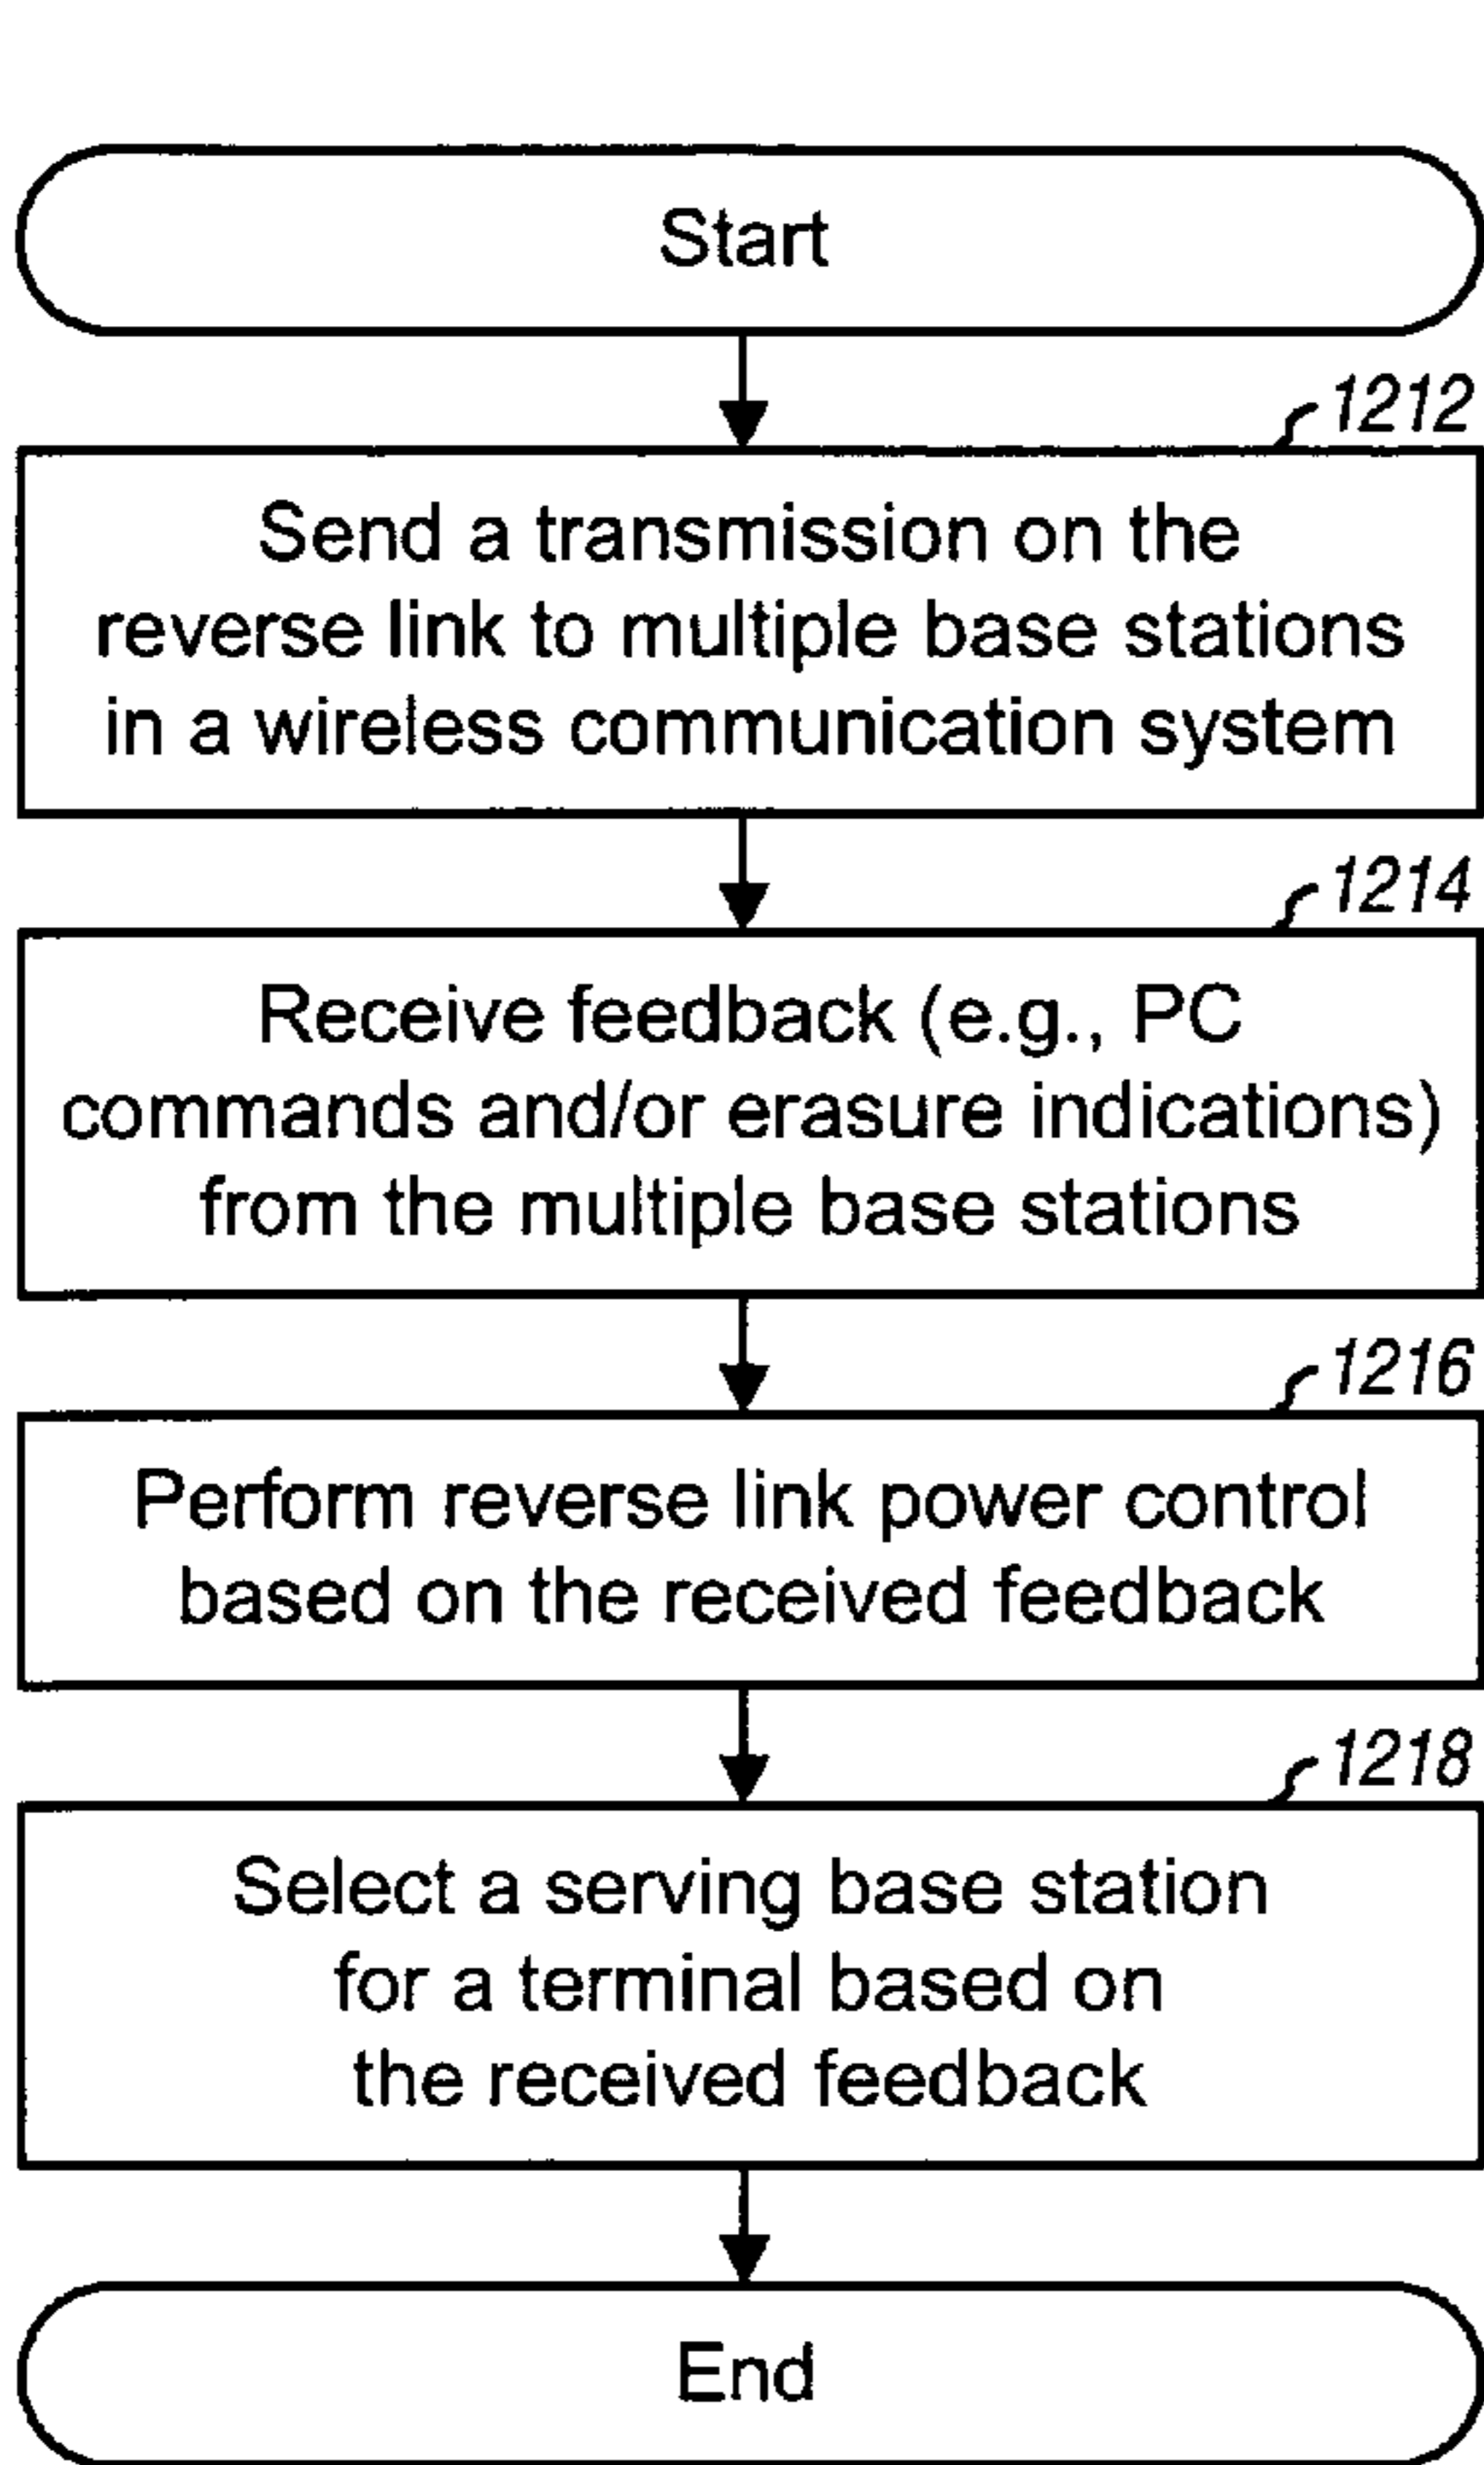 Start
1212
Send a transmission on the
reverse link to multiple base stations
in a wireless communication system
1214
Receive feedback (e.g., PC
commands and/or erasure indications)
from the multiple base stations
1216
Perform reverse link power control
based on the received feedback
1218
Select a serving base station
for a terminal based on
the received feedback
End